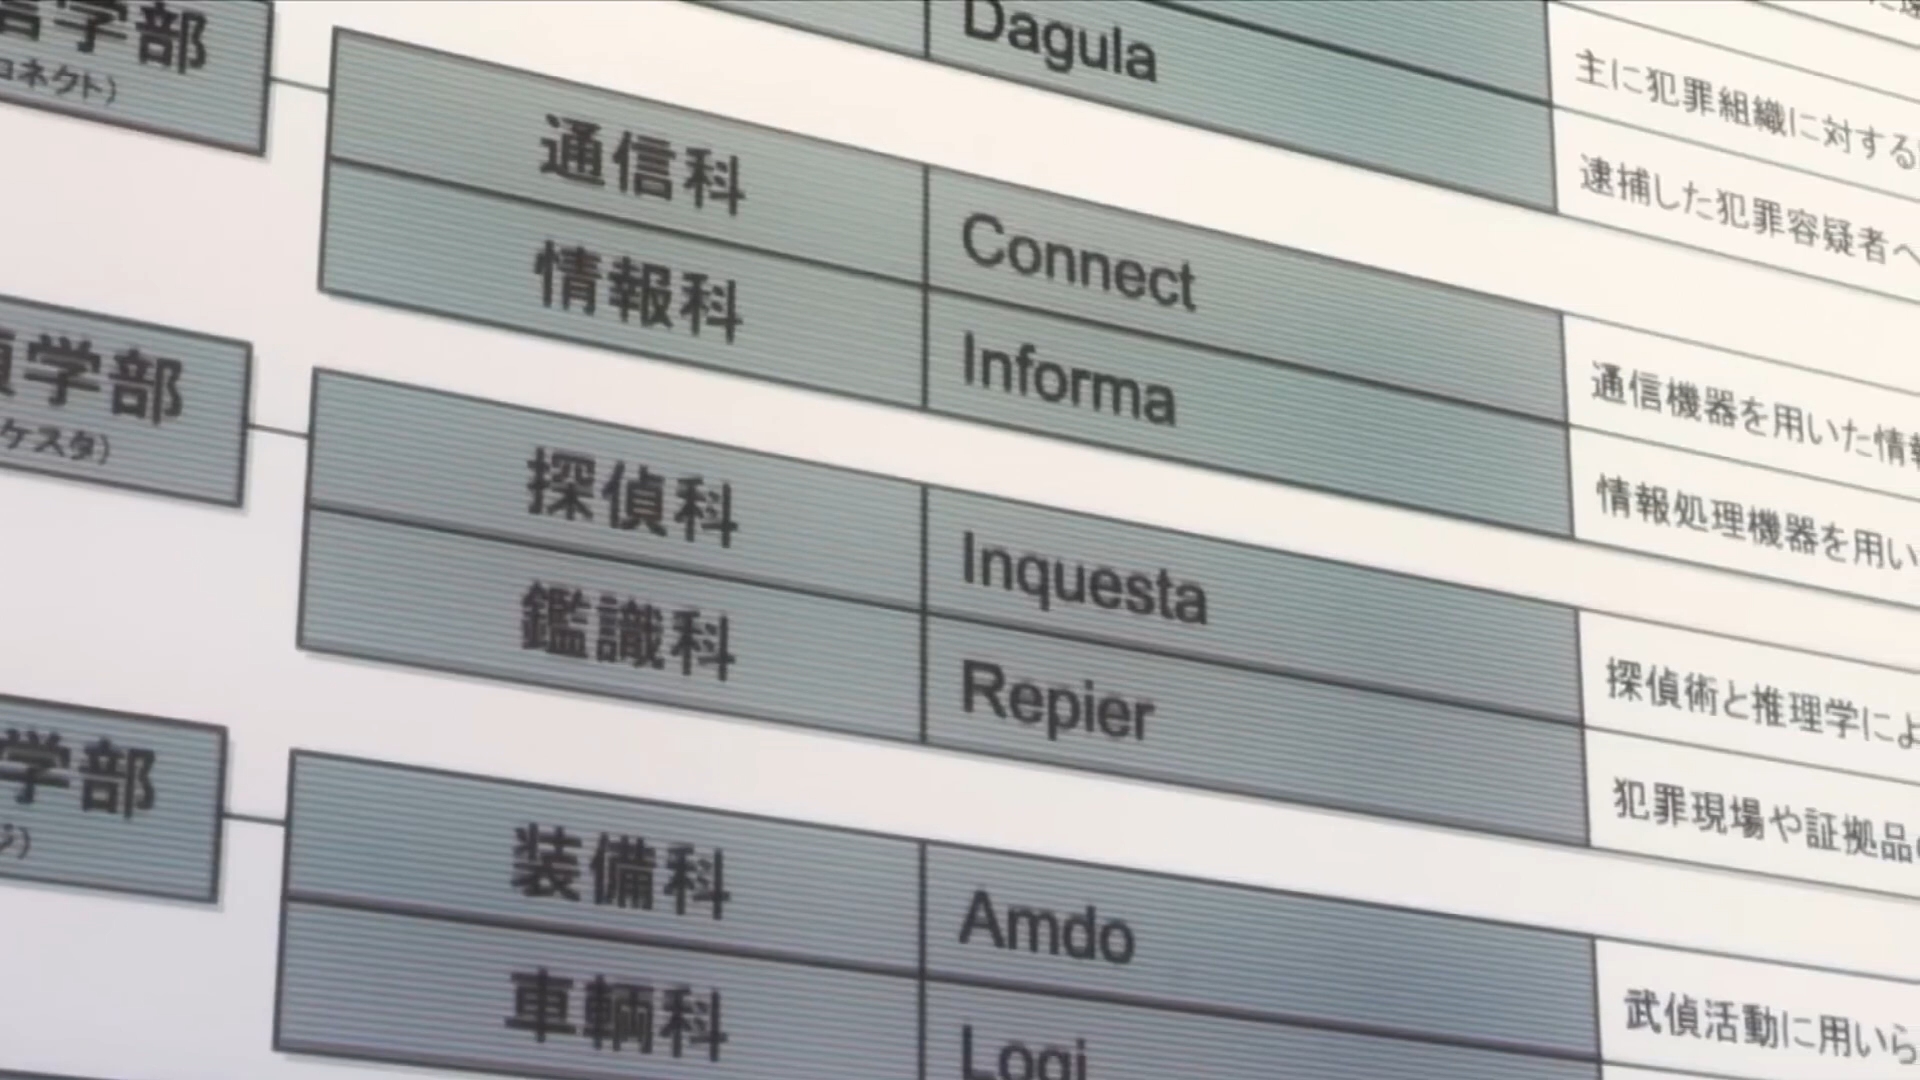 Dagula
主に犯罪組織に対する
逮捕した犯罪容疑者へ
信学部
コネクト）
通信科
Connect
通信機器を用いた情報
情報科
Informa
情報処理機器を用い
偵学部
ケスタ）
探偵科
Inquesta
探偵術と推理学によ
鑑識科
Repier
犯罪現場や証拠品
学部
ジ）
装備科
Amdo
武偵活動に用いら
車輌科
Logi